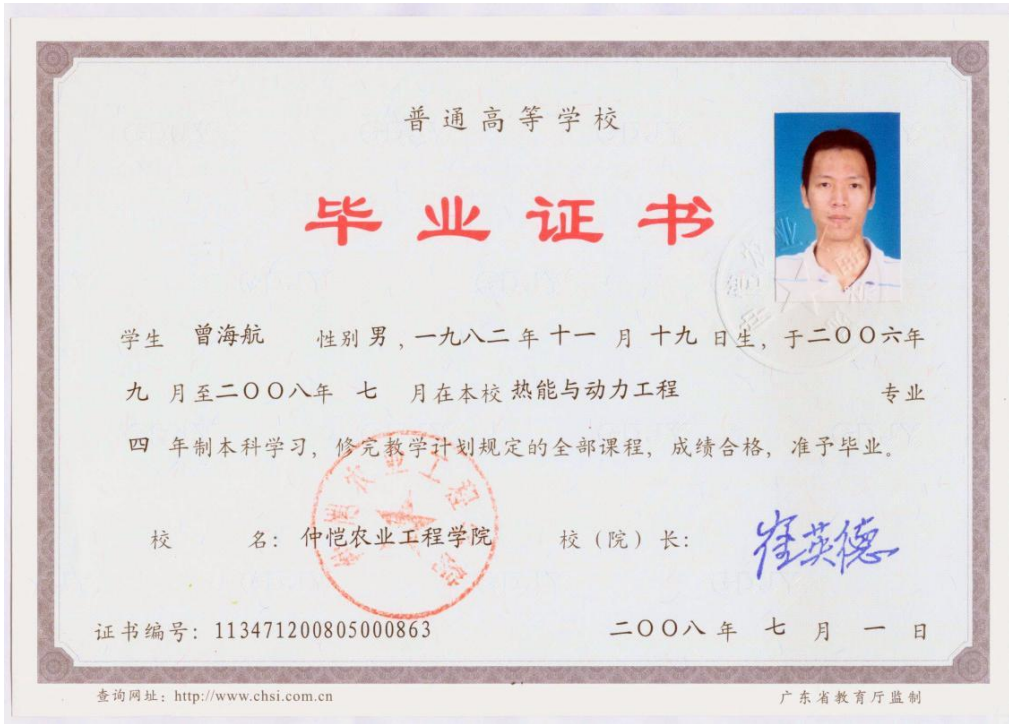 普通高等学校
毕业证书
学生 曾海航 性别 男 , 一九八二 年 十一 月 十九 日生, 于二〇〇六年
九 月至二〇〇八年 七 月在本校 热能与动力工程 专业
四 年制本科学习, 修完教学计划规定的全部课程, 成绩合格, 准予毕业。
校 名: 仲恺农业工程学院 校（院）长: 崔英德
证书编号: 113471200805000863 二〇〇八 年 七 月 一 日
查询网址: http://www.chsi.com.cn 广东省教育厅监制